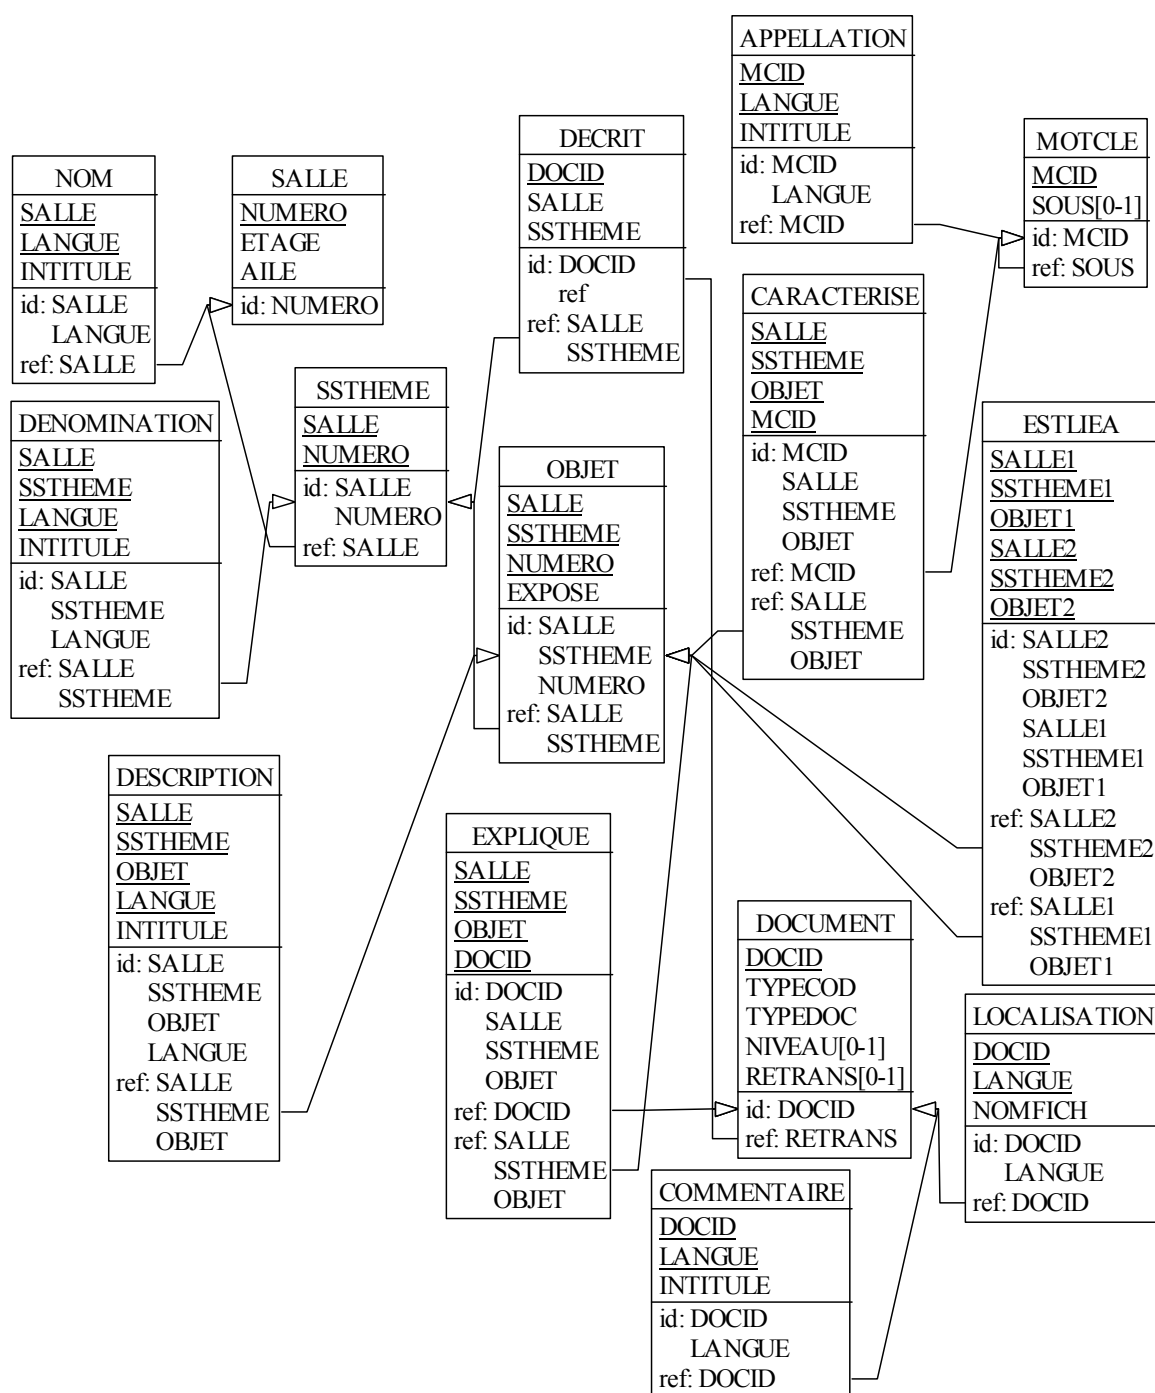 APPELLATION
MCID
LANGUE
INTITULE
id: MCID
LANGUE
ref: MCID
MOTCLE
MCID
SOUS[0-1]
id: MCID
ref: SOUS
DECRIT
DOCID
SALLE
SSTHEME
id: DOCID
ref
ref: SALLE
SSTHEME
NOM
SALLE
LANGUE
INTITULE
id: SALLE
LANGUE
ref: SALLE
SALLE
NUMERO
ETAGE
AILE
id: NUMERO
CARACTERISE
SALLE
SSTHEME
OBJET
MCID
id: MCID
SALLE
SSTHEME
OBJET
ref: MCID
ref: SALLE
SSTHEME
OBJET
SSTHEME
SALLE
NUMERO
id: SALLE
NUMERO
ref: SALLE
DENOMINATION
SALLE
SSTHEME
LANGUE
INTITULE
id: SALLE
SSTHEME
LANGUE
ref: SALLE
SSTHEME
OBJET
SALLE
SSTHEME
NUMERO
EXPOSE
id: SALLE
SSTHEME
NUMERO
ref: SALLE
SSTHEME
ESTLIEA
SALLE1
SSTHEME1
OBJET1
SALLE2
SSTHEME2
OBJET2
id: SALLE2
SSTHEME2
OBJET2
SALLE1
SSTHEME1
OBJET1
ref: SALLE2
SSTHEME2
OBJET2
ref: SALLE1
SSTHEME1
OBJET1
DESCRIPTION
SALLE
SSTHEME
OBJET
LANGUE
INTITULE
id: SALLE
SSTHEME
OBJET
LANGUE
ref: SALLE
SSTHEME
OBJET
EXPLIQUE
SALLE
SSTHEME
OBJET
DOCID
id: DOCID
SALLE
SSTHEME
OBJET
ref: DOCID
ref: SALLE
SSTHEME
OBJET
DOCUMENT
DOCID
TYPECOD
TYPEDOC
NIVEAU[0-1]
RETRANS[0-1]
id: DOCID
ref: RETRANS
LOCALISATION
DOCID
LANGUE
NOMFICH
id: DOCID
LANGUE
ref: DOCID
COMMENTAIRE
DOCID
LANGUE
INTITULE
id: DOCID
LANGUE
ref: DOCID